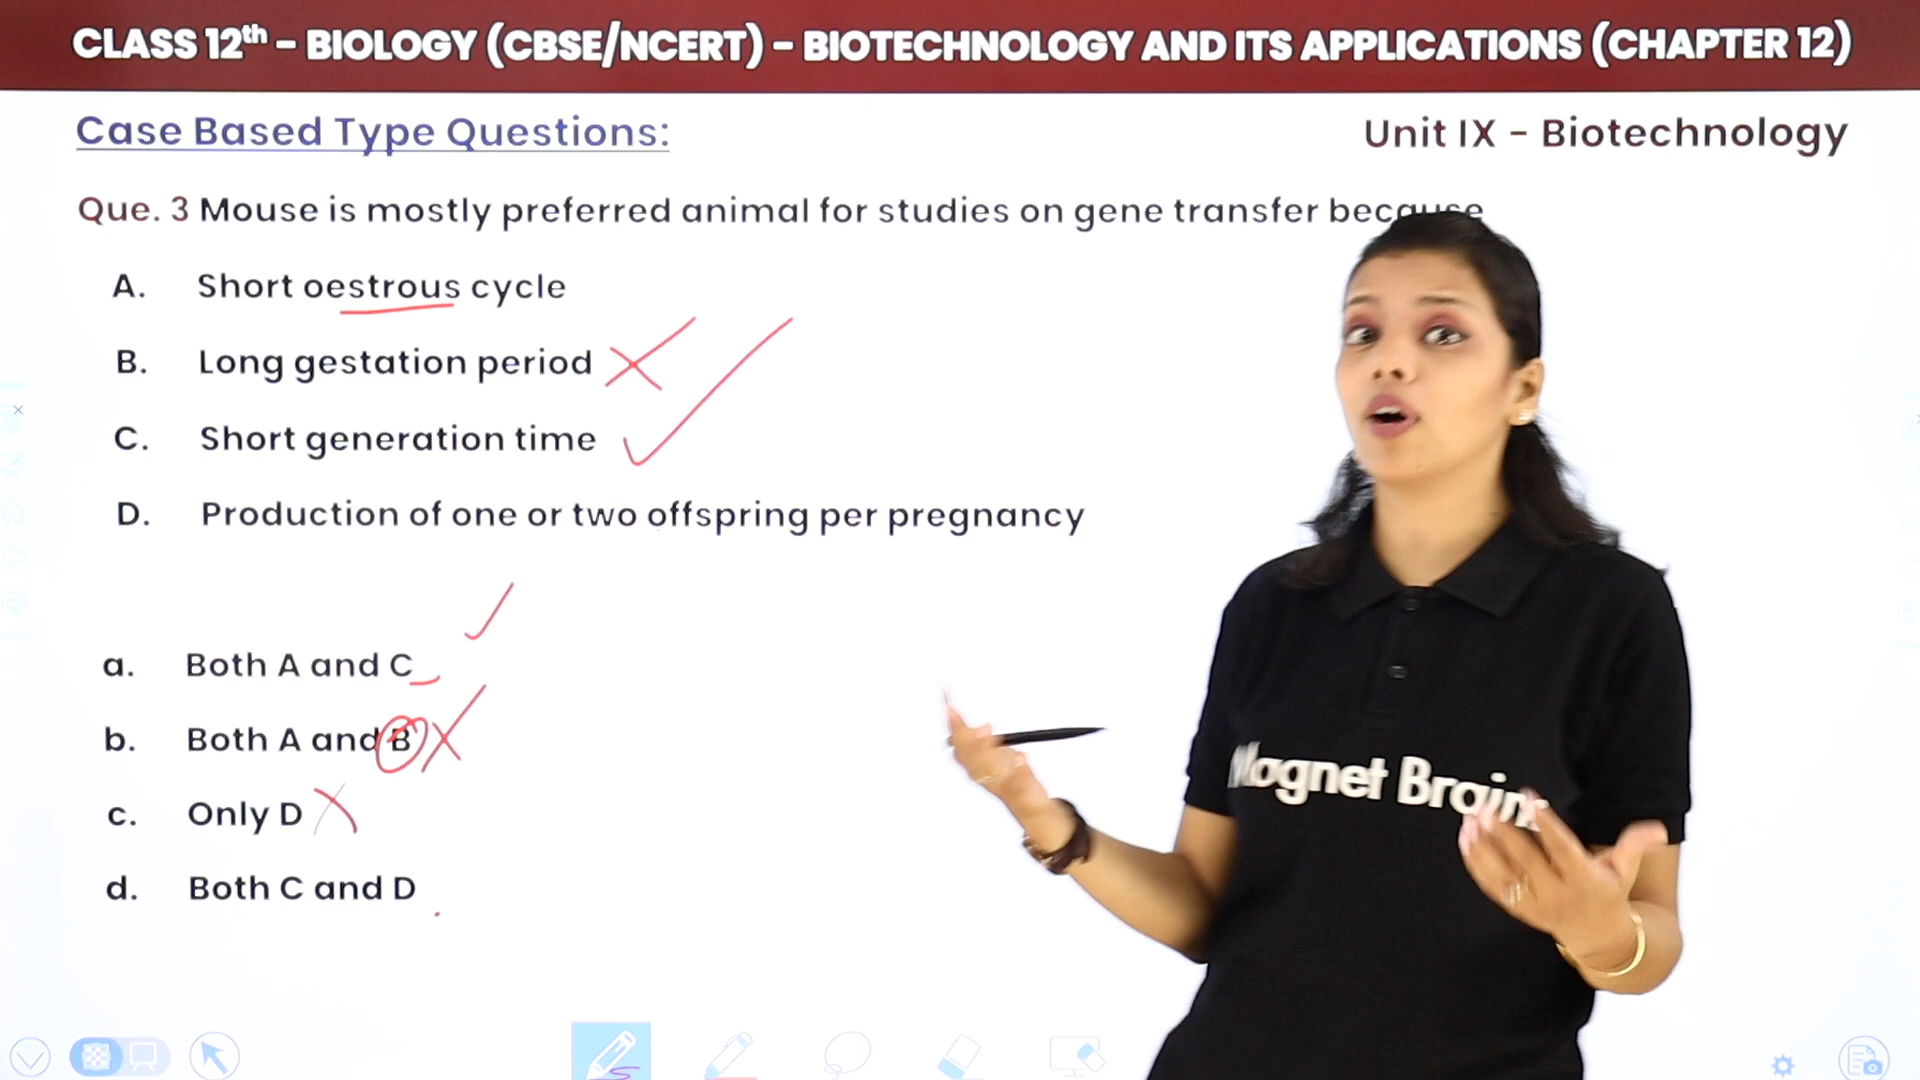 CLASS 12th – BIOLOGY (CBSE/NCERT) – BIOTECHNOLOGY AND ITS APPLICATIONS (CHAPTER 12)
Case Based Type Questions:
Unit IX – Biotechnology
Que. 3 Mouse is mostly preferred animal for studies on gene transfer because
A. Short oestrous cycle
B. Long gestation period
C. Short generation time
D. Production of one or two offspring per pregnancy
a. Both A and C
b. Both A and B
c. Only D
d. Both C and D
Magnet Brains